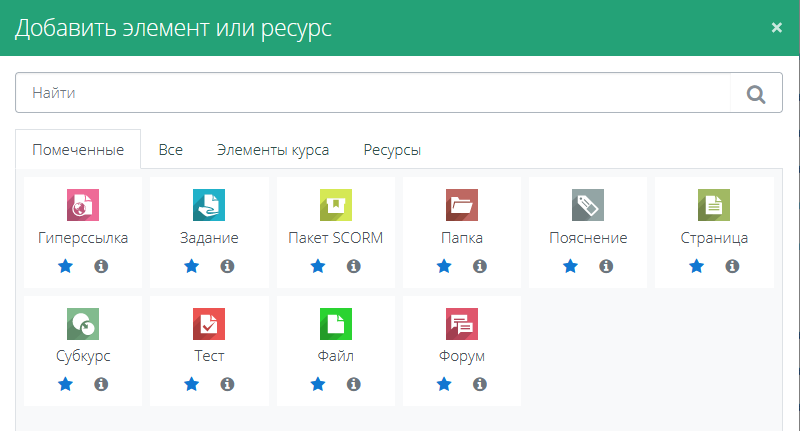 Добавить элемент или ресурс ×
Найти
Помеченные Все Элементы курса Ресурсы
Гиперссылка Задание Пакет SCORM Папка Пояснение Страница
Субкурс Тест Файл Форум